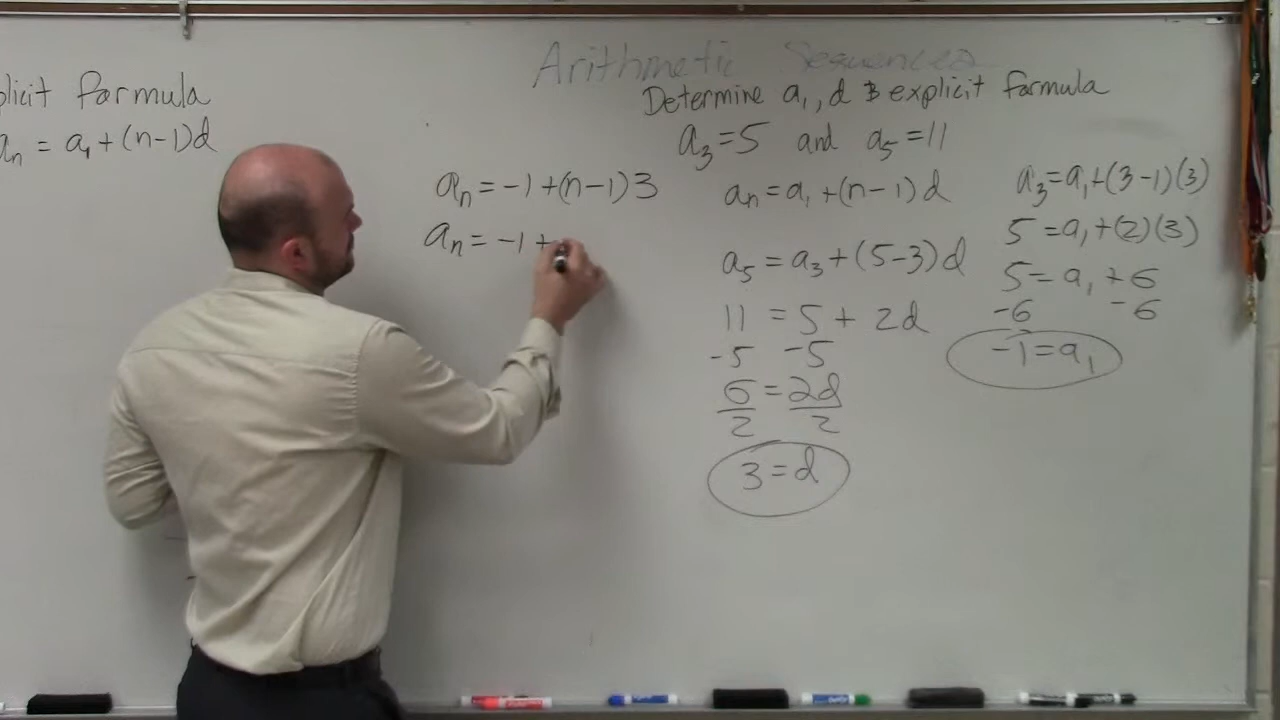 Arithmetic Sequences
plicit formula
aₙ = a₁ + (n-1)d
Determine a₁, d & explicit formula
a₃ = 5 and a₅ = 11
aₙ = -1 + (n-1)3
aₙ = -1 +
aₙ = a₁ + (n-1)d
a₅ = a₃ + (5-3)d
11 = 5 + 2d
-5 -5
6/2 = 2d/2
3 = d
a₃ = a₁ + (3-1)(3)
5 = a₁ + (2)(3)
5 = a₁ + 6
-6 -6
-1 = a₁